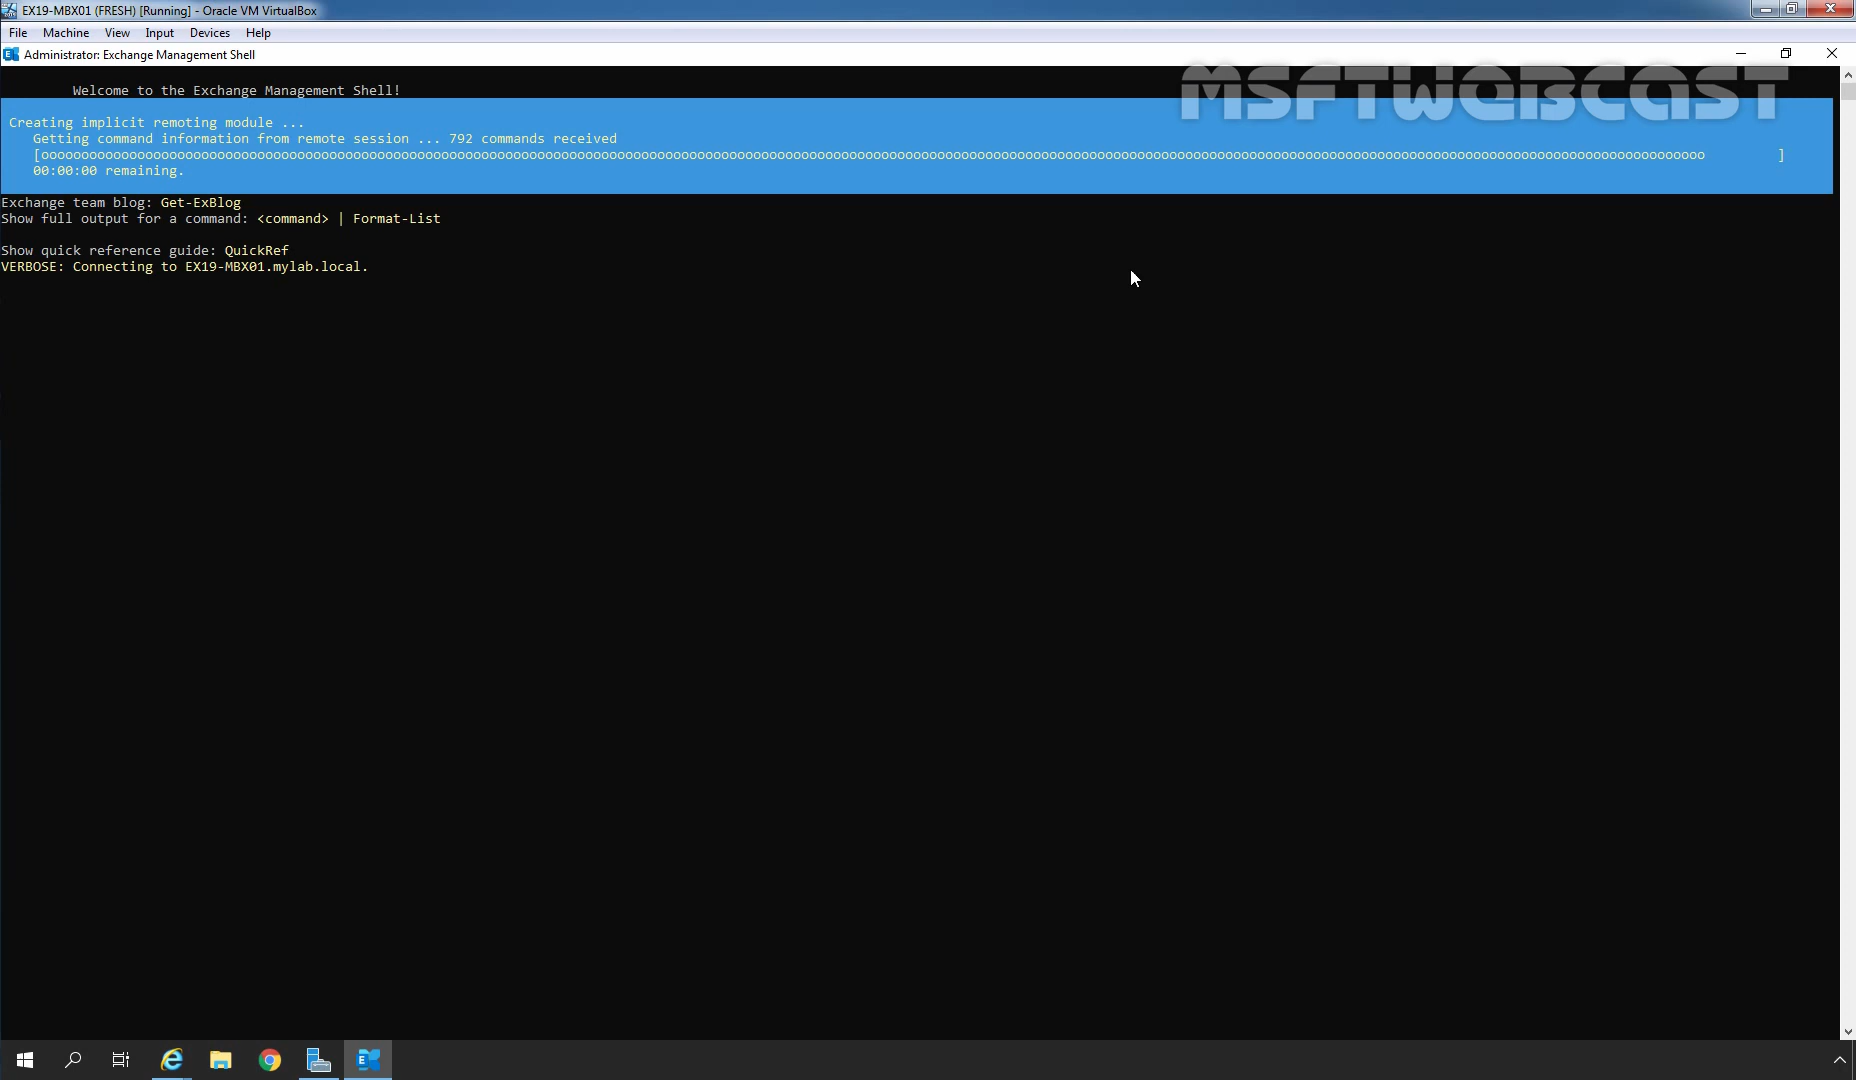 EX19-MBX01 (FRESH) [Running] - Oracle VM VirtualBox
File Machine View Input Devices Help
Administrator: Exchange Management Shell
MSFTWEBCAST
Welcome to the Exchange Management Shell!
Creating implicit remoting module ...
Getting command information from remote session ... 792 commands received
[oooooooooooooooooooooooooooooooooooooooooooooooooooooooooooooooooooooooooooooooooooooooooooooooooooooooooooooooooooooooooooooooooooooooooooooooooooooooooooooooooooooooooooooooooooooooooooooooooooooooooooooooo ]
00:00:00 remaining.
Exchange team blog: Get-ExBlog
Show full output for a command: <command> | Format-List
Show quick reference guide: QuickRef
VERBOSE: Connecting to EX19-MBX01.mylab.local.